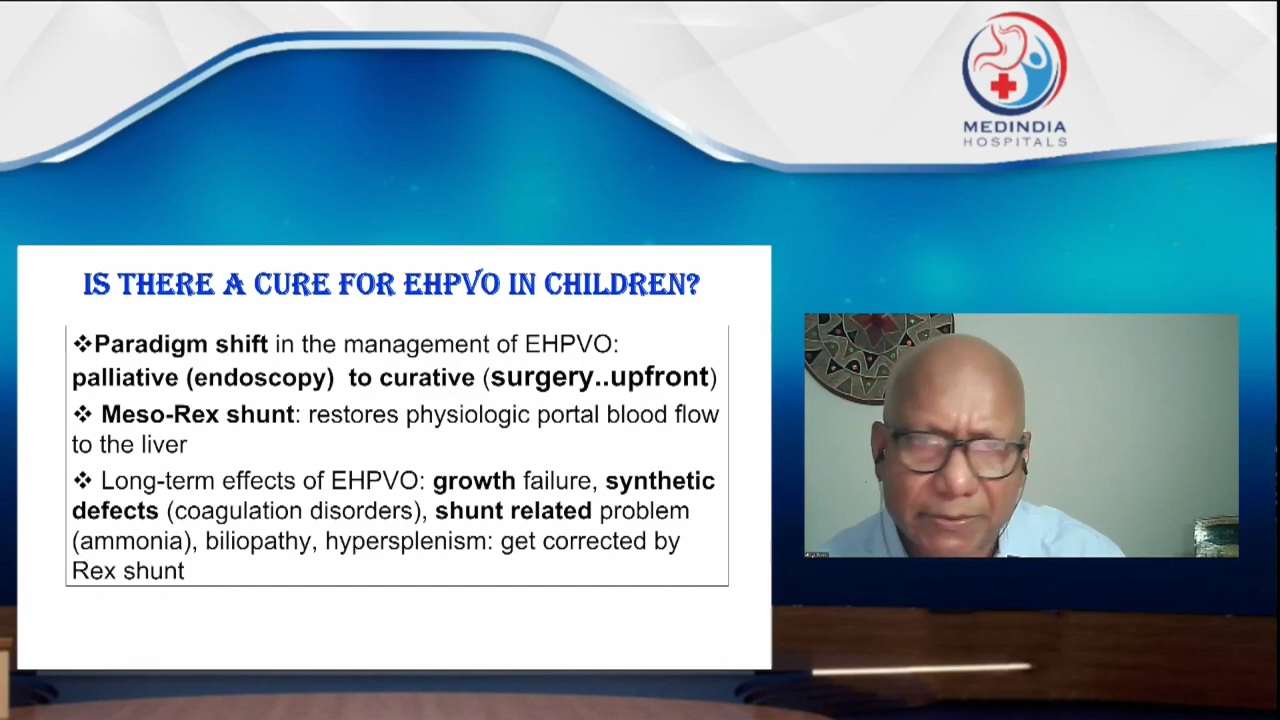 MEDINDIA
HOSPITALS
IS THERE A CURE FOR EHPVO IN CHILDREN?
❖Paradigm shift in the management of EHPVO:
palliative (endoscopy) to curative (surgery..upfront)
❖ Meso-Rex shunt: restores physiologic portal blood flow
to the liver
❖ Long-term effects of EHPVO: growth failure, synthetic
defects (coagulation disorders), shunt related problem
(ammonia), biliopathy, hypersplenism: get corrected by
Rex shunt